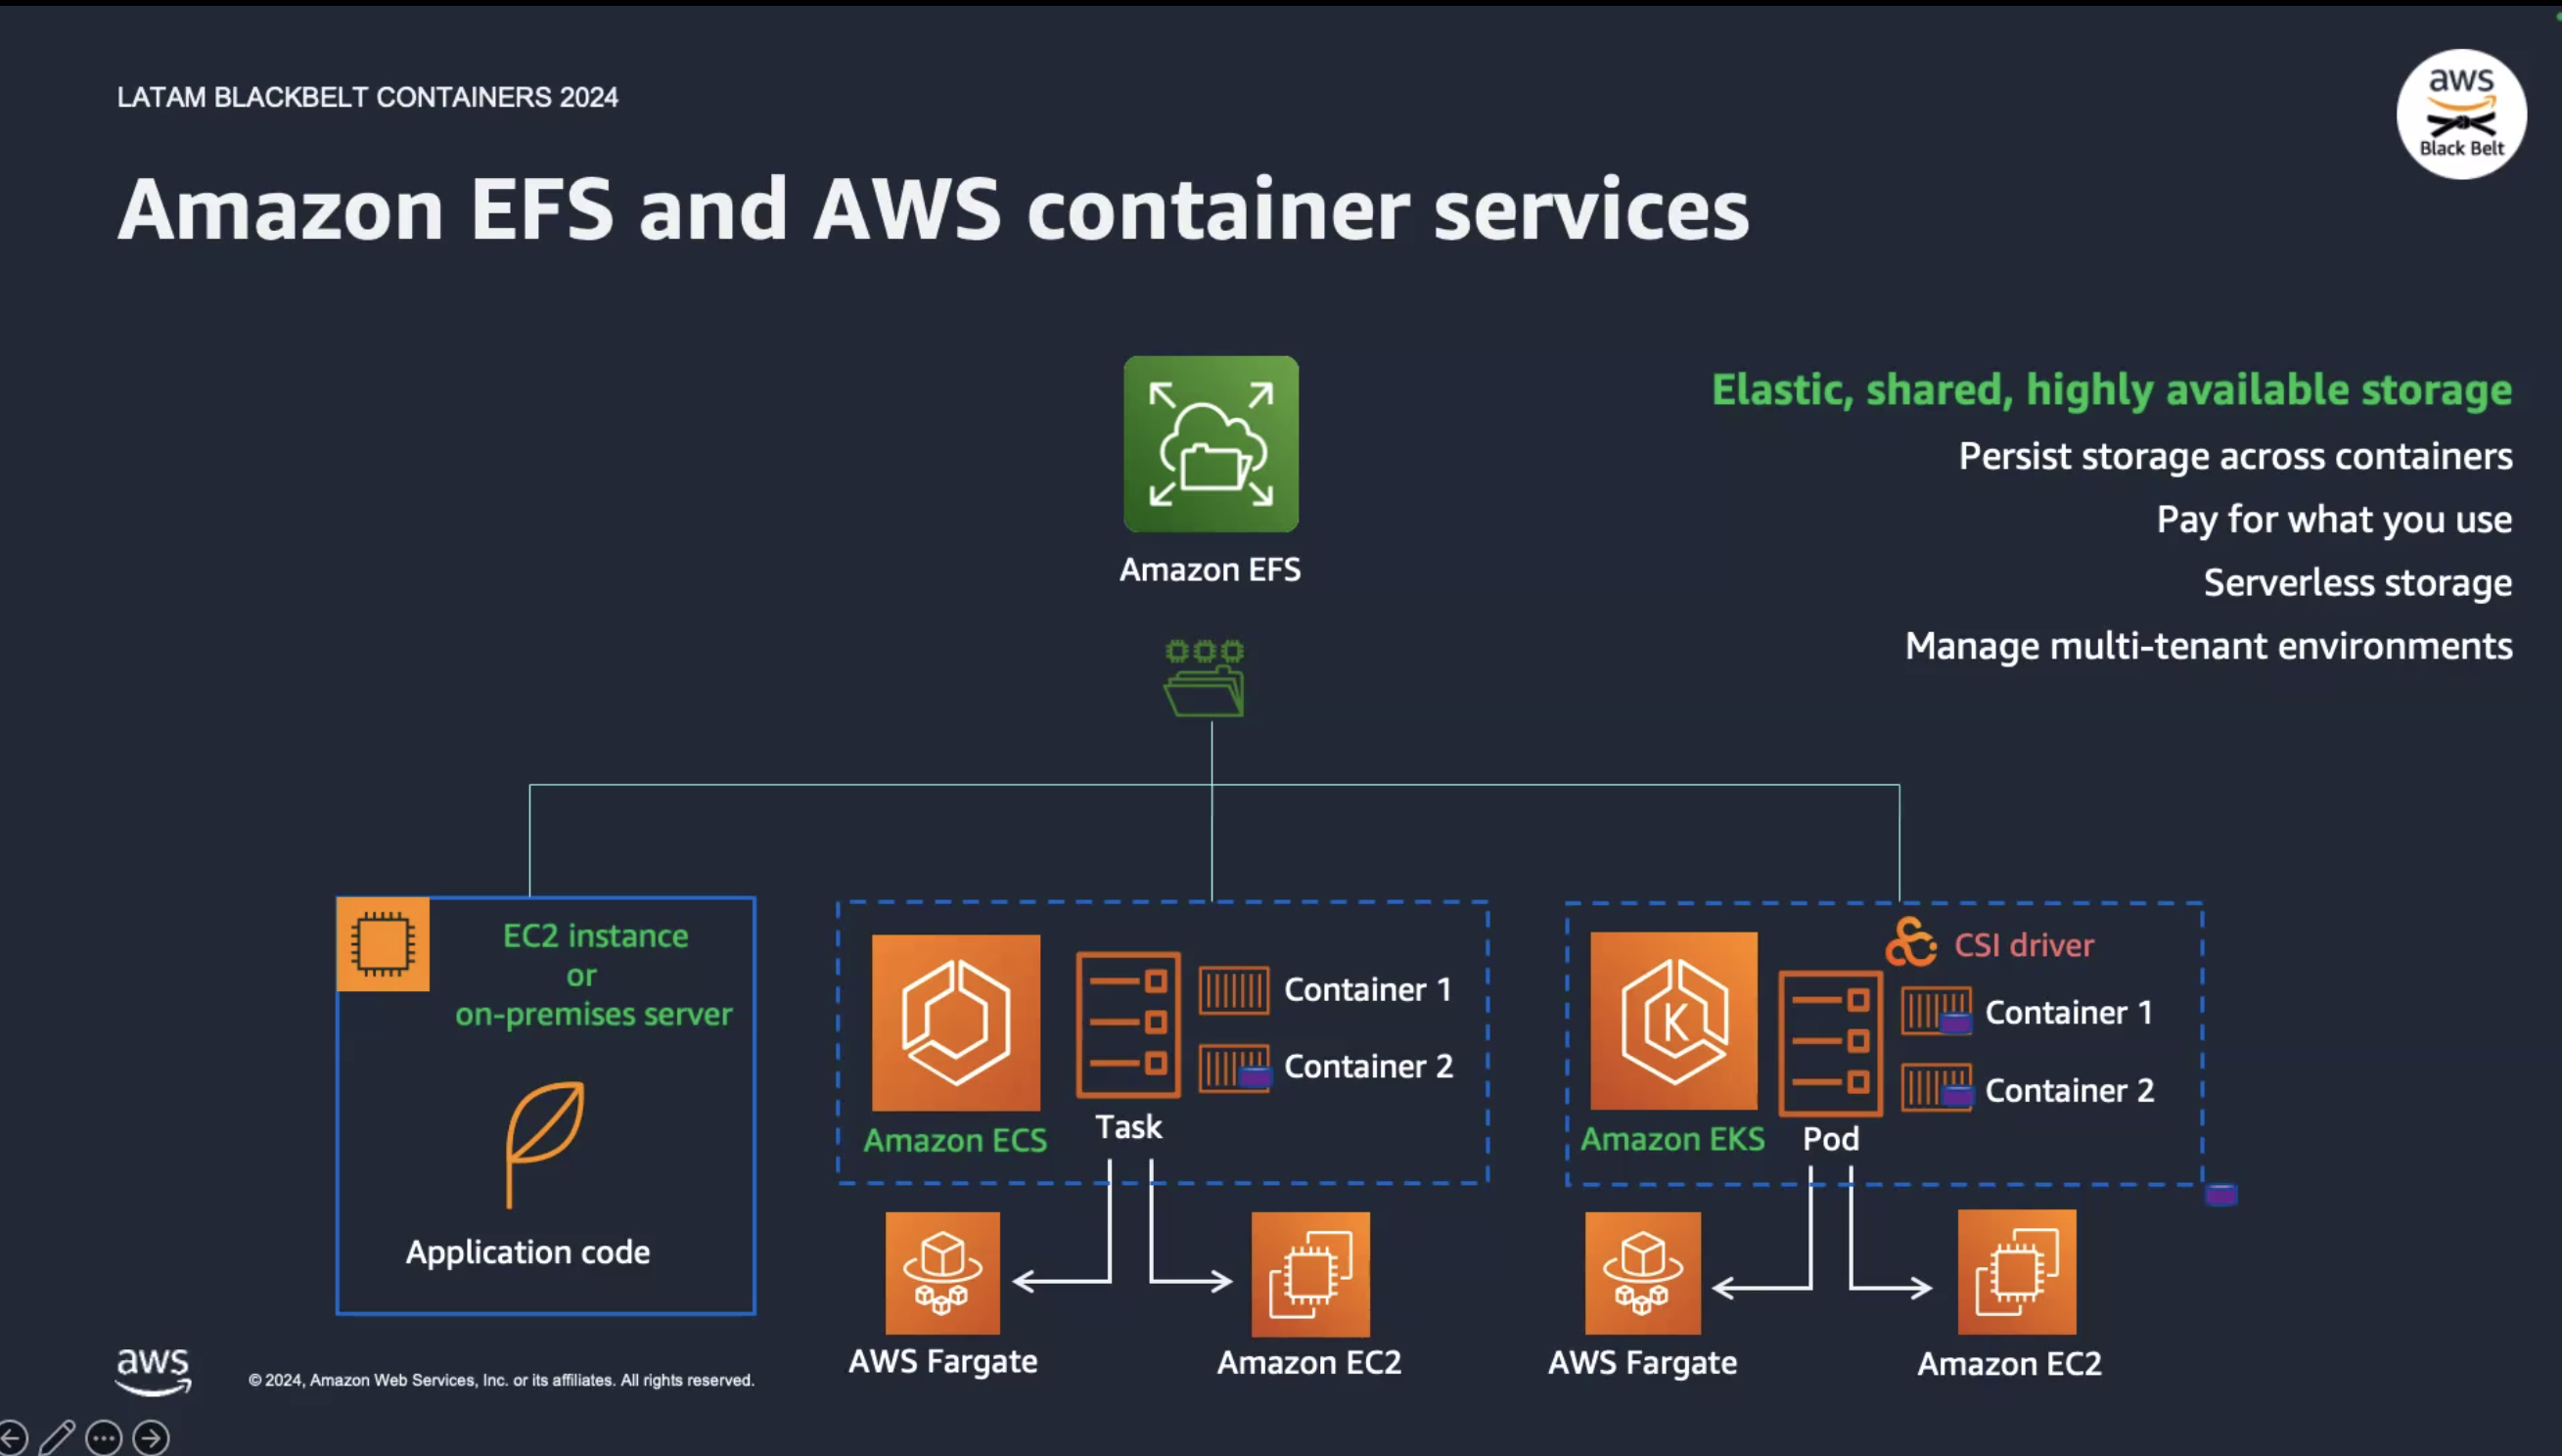 LATAM BLACKBELT CONTAINERS 2024
aws
Black Belt
Amazon EFS and AWS container services
Amazon EFS
Elastic, shared, highly available storage
Persist storage across containers
Pay for what you use
Serverless storage
Manage multi-tenant environments
EC2 instance
or
on-premises server
Application code
Amazon ECS
Task
Container 1
Container 2
AWS Fargate
Amazon EC2
K
Amazon EKS
Pod
CSI driver
Container 1
Container 2
AWS Fargate
Amazon EC2
aws
© 2024, Amazon Web Services, Inc. or its affiliates. All rights reserved.